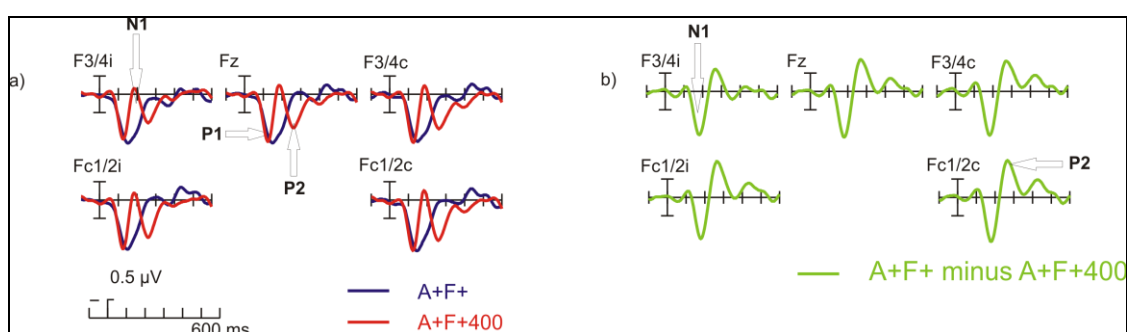 a)
N1
F3/4i
Fz
F3/4c
P1
P2
Fc1/2i
Fc1/2c
0.5 µV
600 ms
A+F+
A+F+400
b)
N1
F3/4i
Fz
F3/4c
Fc1/2i
Fc1/2c
P2
A+F+ minus A+F+400